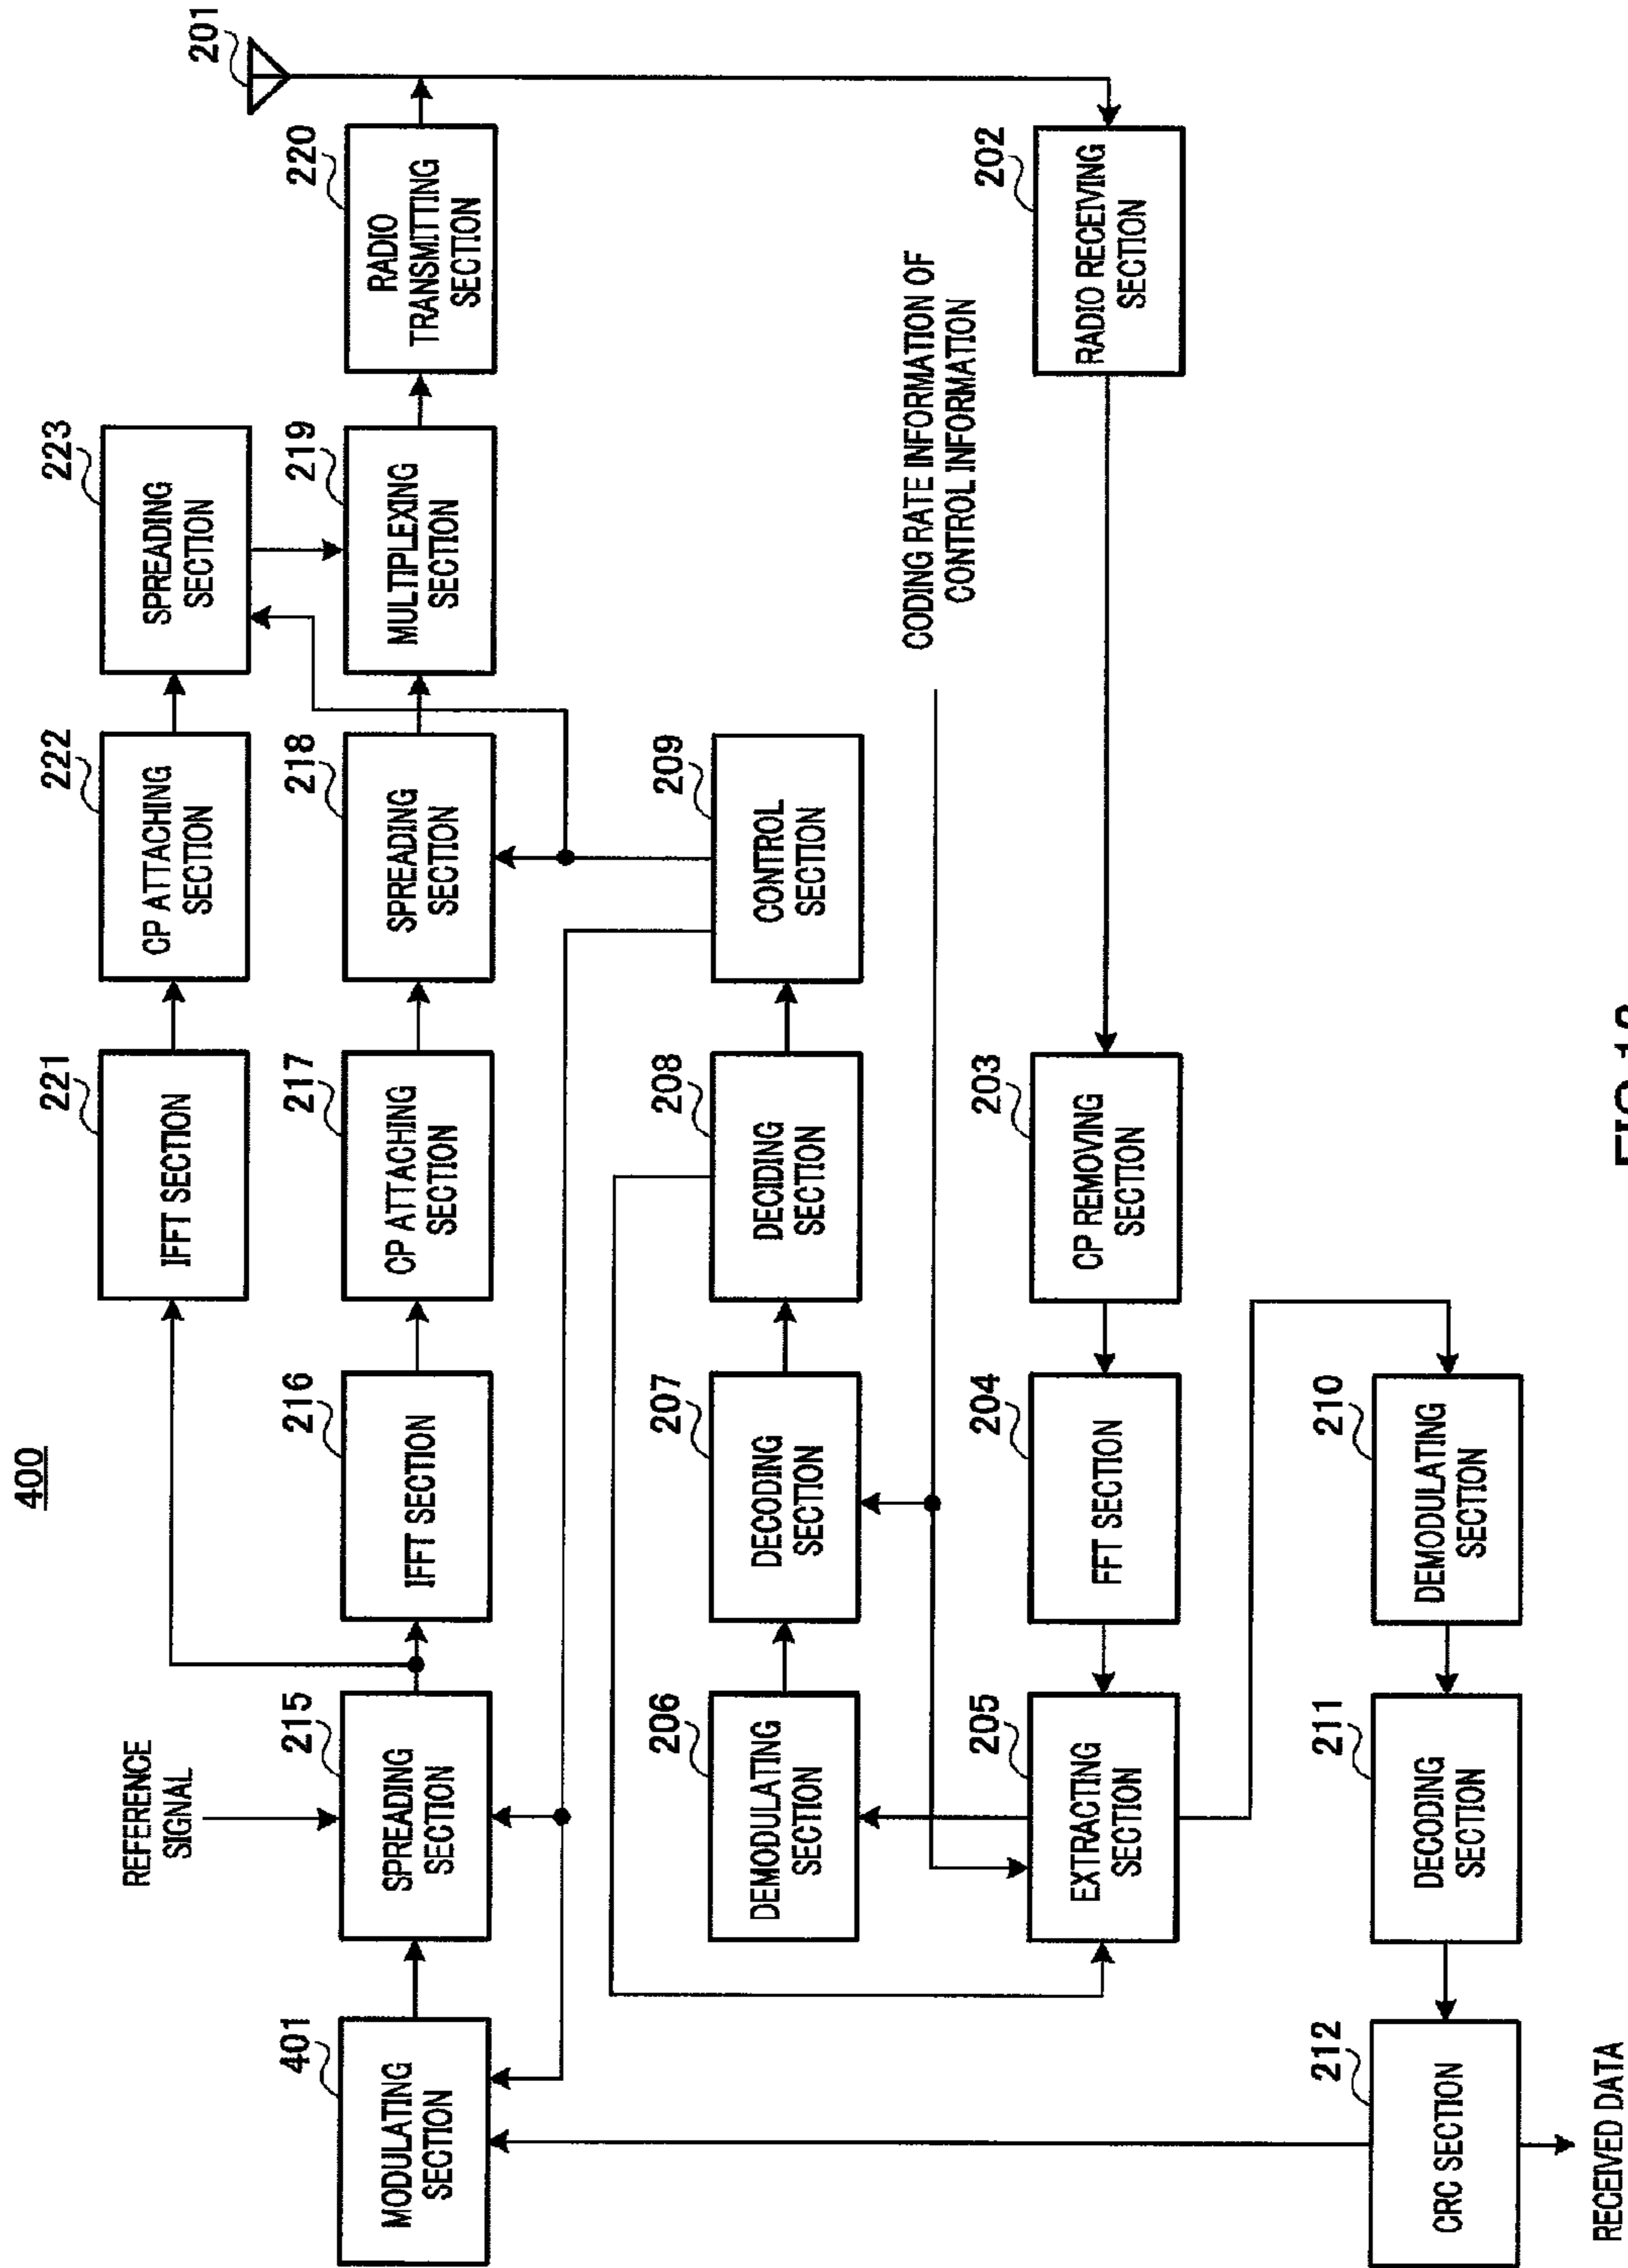 400
221
IFFT SECTION
222
CP ATTACHING
SECTION
223
SPREADING
SECTION
201
REFERENCE
SIGNAL
401
MODULATING
SECTION
215
SPREADING
SECTION
216
IFFT SECTION
217
CP ATTACHING
SECTION
218
SPREADING
SECTION
219
MULTIPLEXING
SECTION
220
RADIO
TRANSMITTING
SECTION
206
DEMODULATING
SECTION
207
DECODING
SECTION
208
DECIDING
SECTION
209
CONTROL
SECTION
CODING RATE INFORMATION OF
CONTROL INFORMATION
205
EXTRACTING
SECTION
204
FFT SECTION
203
CP REMOVING
SECTION
202
RADIO RECEIVING
SECTION
212
CRC SECTION
211
DECODING
SECTION
210
DEMODULATING
SECTION
RECEIVED DATA